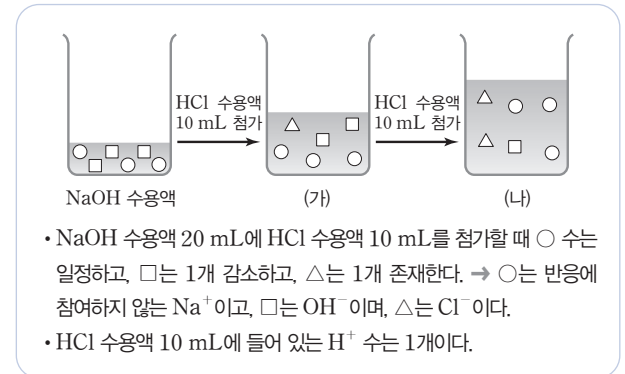 HCl 수용액
10 mL 첨가
HCl 수용액
10 mL 첨가
NaOH 수용액
(가)
(나)
• NaOH 수용액 20 mL에 HCl 수용액 10 mL를 첨가할 때 ○ 수는
일정하고, □는 1개 감소하고, △는 1개 존재한다. ➔ ○는 반응에
참여하지 않는 Na⁺이고, □는 OH⁻이며, △는 Cl⁻이다.
• HCl 수용액 10 mL에 들어 있는 H⁺ 수는 1개이다.